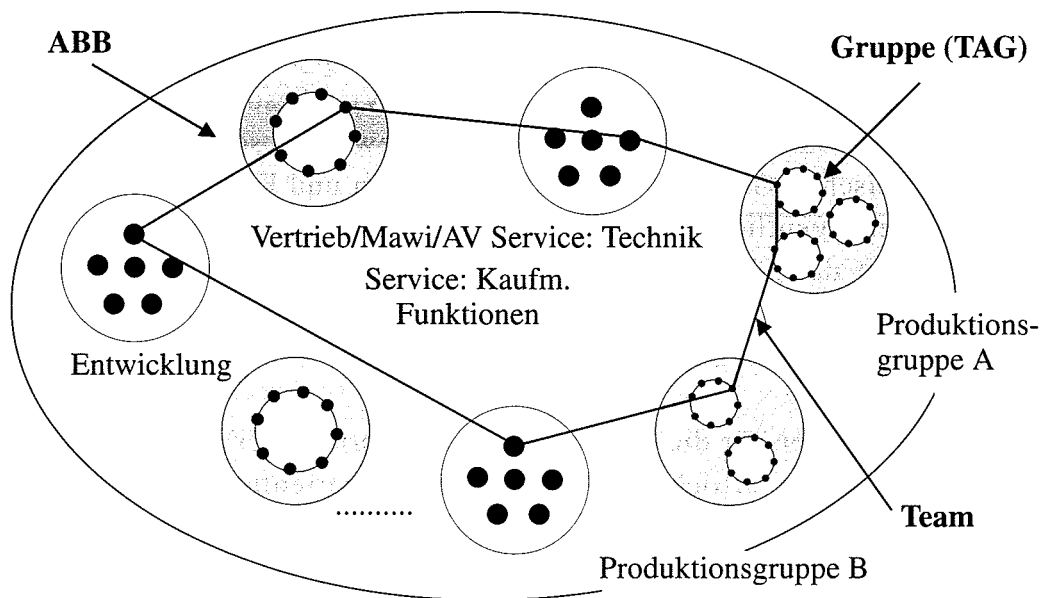 ABB
Gruppe (TAG)
Vertrieb/Mawi/AV Service: Technik
Service: Kaufm.
Funktionen
Entwicklung
Produktions-
gruppe A
..........
Team
Produktionsgruppe B